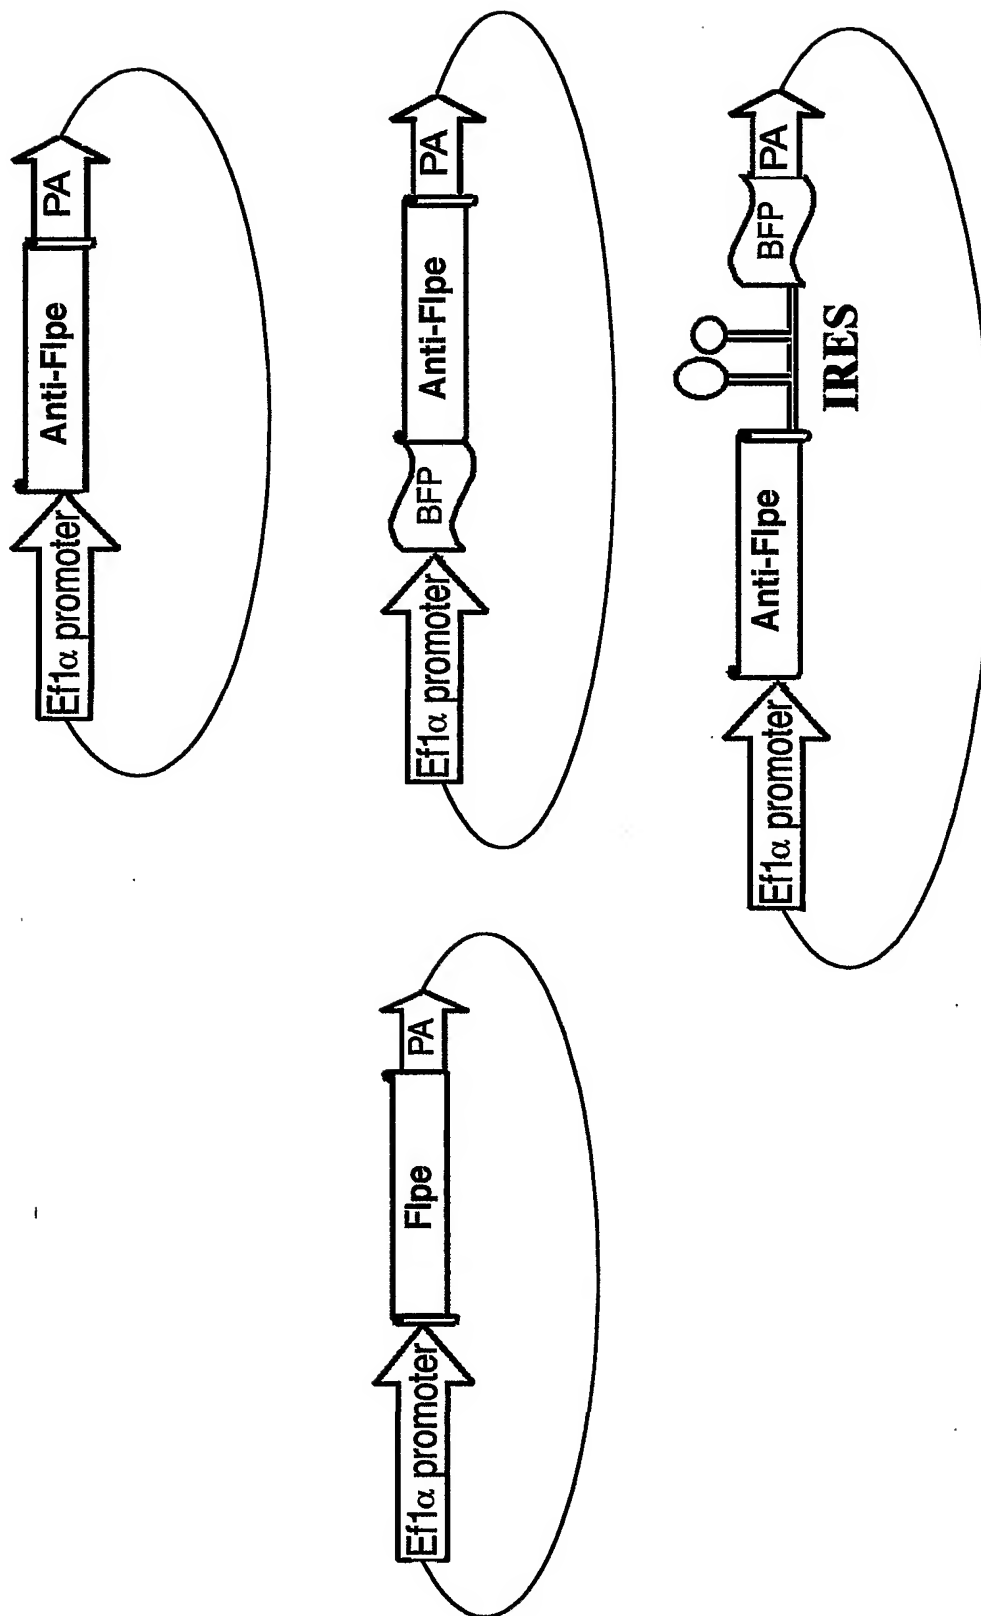 Ef1α promoter
Flpe
PA
Ef1α promoter
Anti-Flpe
PA
Ef1α promoter
BFP
Anti-Flpe
PA
Ef1α promoter
Anti-Flpe
IRES
BFP
PA